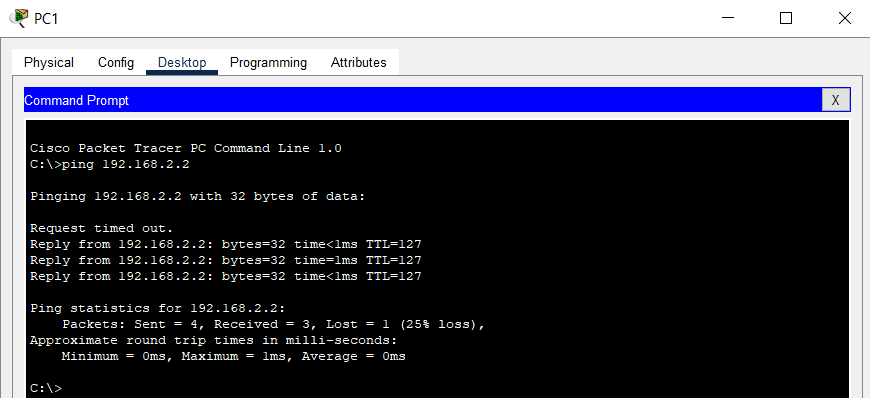 PC1
Physical Config Desktop Programming Attributes
Command Prompt
X
Cisco Packet Tracer PC Command Line 1.0
C:\>ping 192.168.2.2
Pinging 192.168.2.2 with 32 bytes of data:
Request timed out.
Reply from 192.168.2.2: bytes=32 time<1ms TTL=127
Reply from 192.168.2.2: bytes=32 time=1ms TTL=127
Reply from 192.168.2.2: bytes=32 time<1ms TTL=127
Ping statistics for 192.168.2.2:
Packets: Sent = 4, Received = 3, Lost = 1 (25% loss),
Approximate round trip times in milli-seconds:
Minimum = 0ms, Maximum = 1ms, Average = 0ms
C:\>